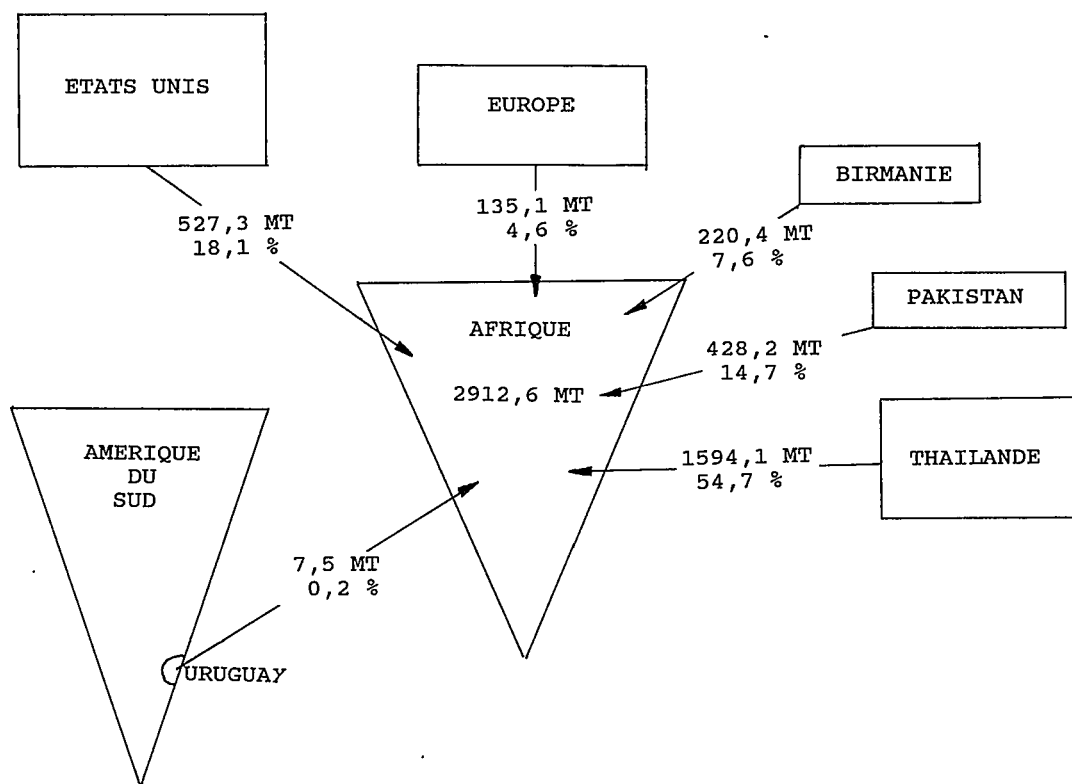 ETATS UNIS
EUROPE
BIRMANIE
527,3 MT
18,1 %
135,1 MT
4,6 %
220,4 MT
7,6 %
PAKISTAN
AFRIQUE
2912,6 MT
428,2 MT
14,7 %
AMERIQUE
DU
SUD
1594,1 MT
54,7 %
THAILANDE
7,5 MT
0,2 %
URUGUAY